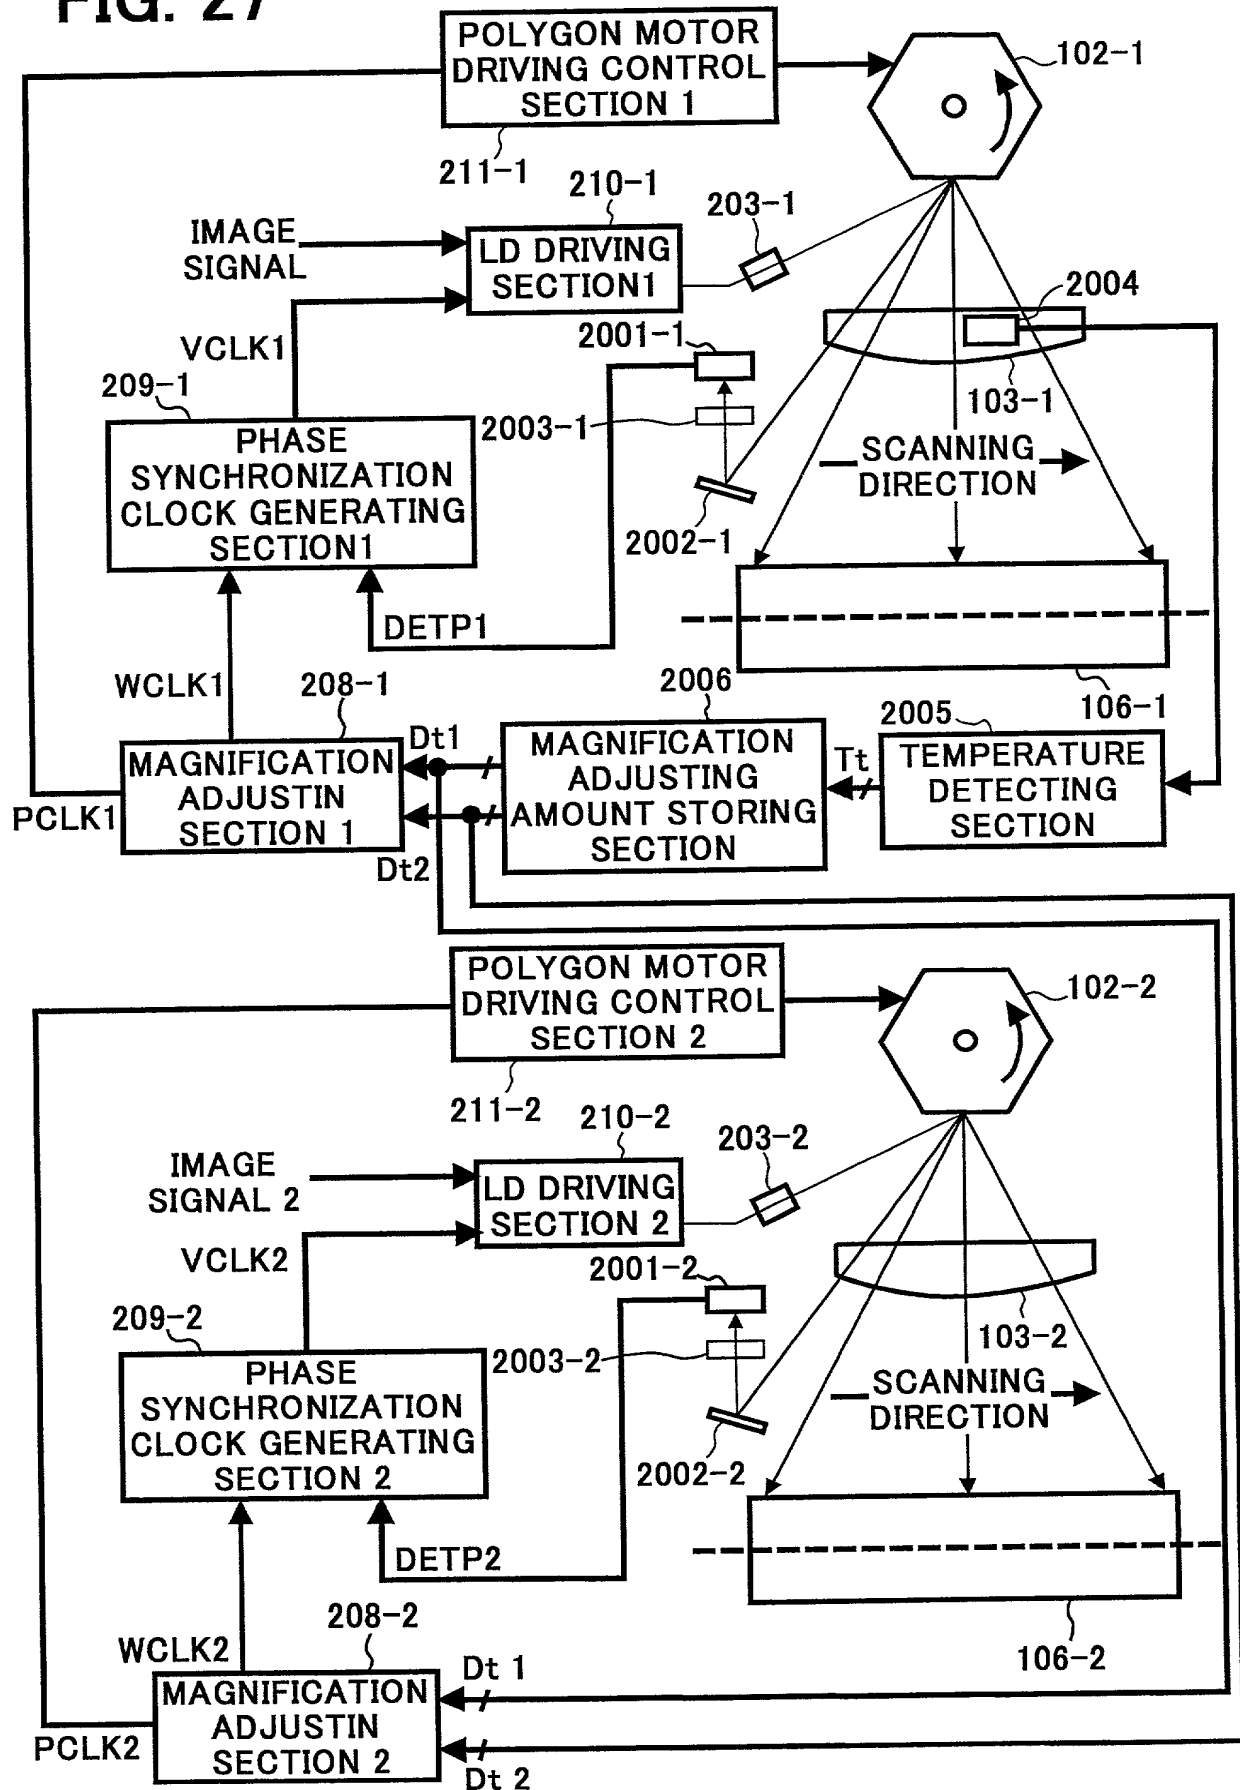 FIG. 27
POLYGON MOTOR
DRIVING CONTROL
SECTION 1
102-1
211-1
210-1
203-1
IMAGE
SIGNAL
LD DRIVING
SECTION1
2004
2001-1
VCLK1
209-1
103-1
PHASE
SYNCHRONIZATION
CLOCK GENERATING
SECTION1
2003-1
SCANNING
DIRECTION
2002-1
DETP1
WCLK1
208-1
2006
2005
106-1
Dt1
MAGNIFICATION
ADJUSTIN
SECTION 1
MAGNIFICATION
ADJUSTING
AMOUNT STORING
SECTION
Tt
TEMPERATURE
DETECTING
SECTION
PCLK1
Dt2
POLYGON MOTOR
DRIVING CONTROL
SECTION 2
102-2
211-2
210-2
203-2
IMAGE
SIGNAL 2
LD DRIVING
SECTION 2
VCLK2
2001-2
209-2
103-2
PHASE
SYNCHRONIZATION
CLOCK GENERATING
SECTION 2
2003-2
SCANNING
DIRECTION
2002-2
DETP2
208-2
WCLK2
106-2
Dt 1
MAGNIFICATION
ADJUSTIN
SECTION 2
PCLK2
Dt 2